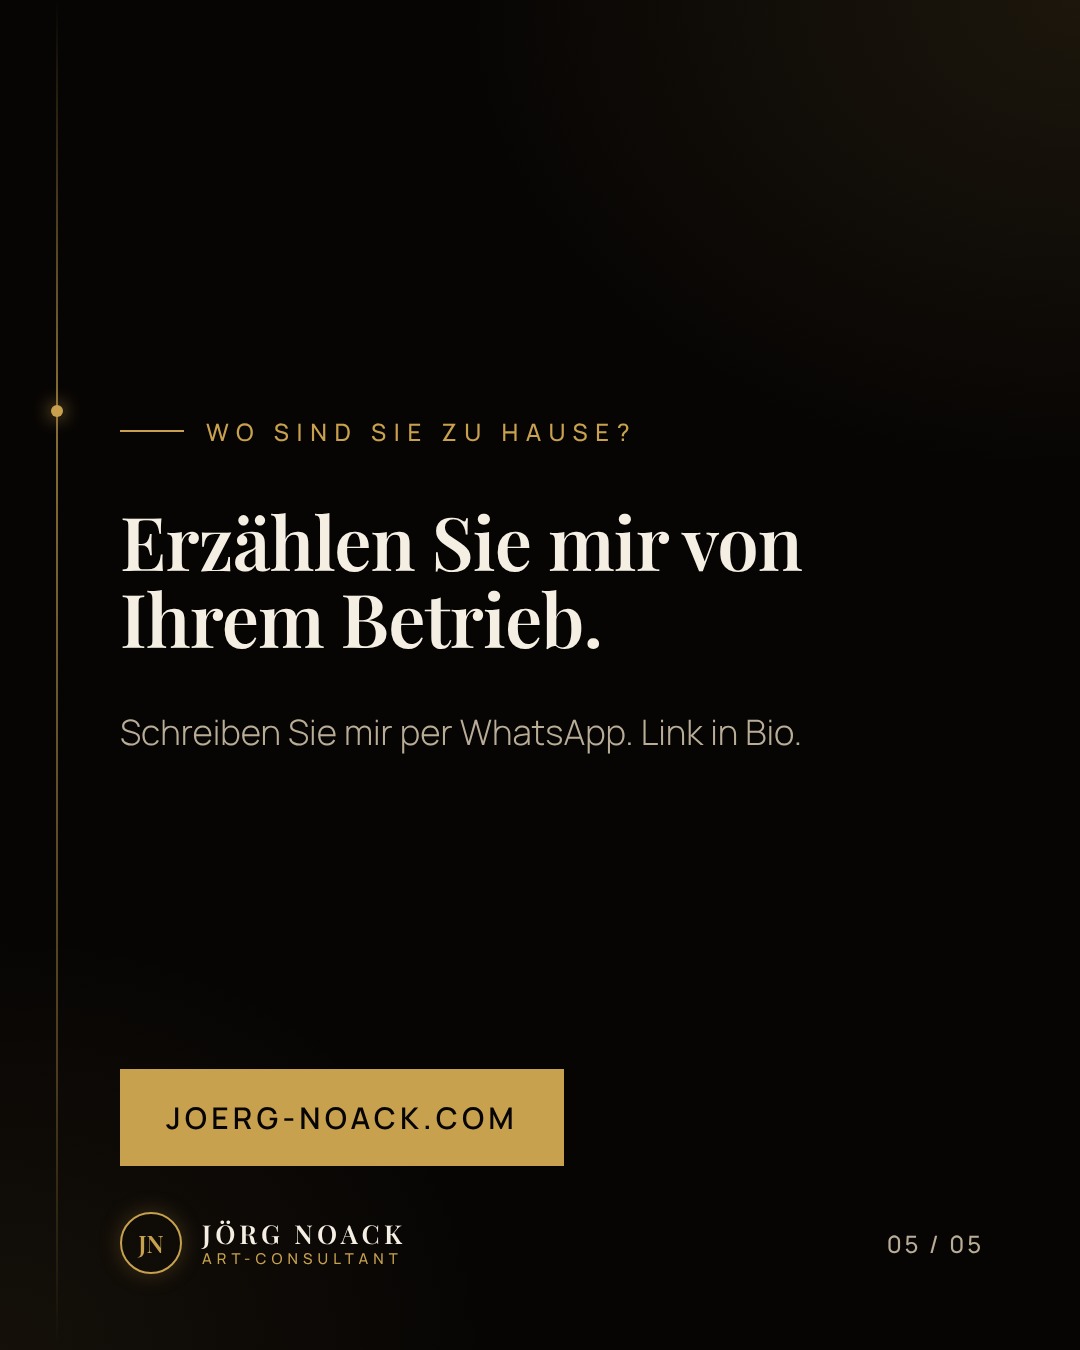 WO SIND SIE ZU HAUSE?
Erzählen Sie mir von
Ihrem Betrieb.
Schreiben Sie mir per WhatsApp. Link in Bio.
JOERG-NOACK.COM
JN
JÖRG NOACK
ART-CONSULTANT
05 / 05